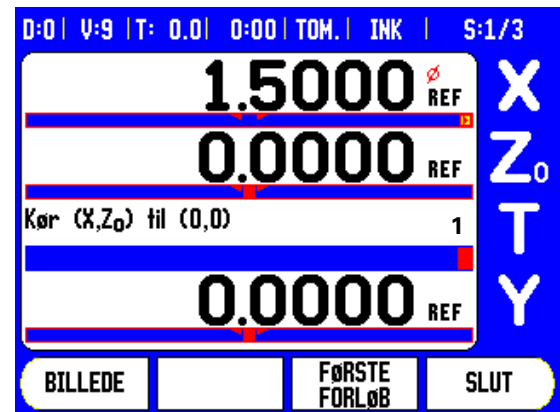 D:0 | V:9 | T: 0.0 | 0:00 | TOM. | INK | S:1/3
1.5000 Ø REF X
0.0000 REF Z0
Kør (X,Z0) til (0,0) 1 T
0.0000 REF Y
BILLEDE FØRSTE FORLØB SLUT